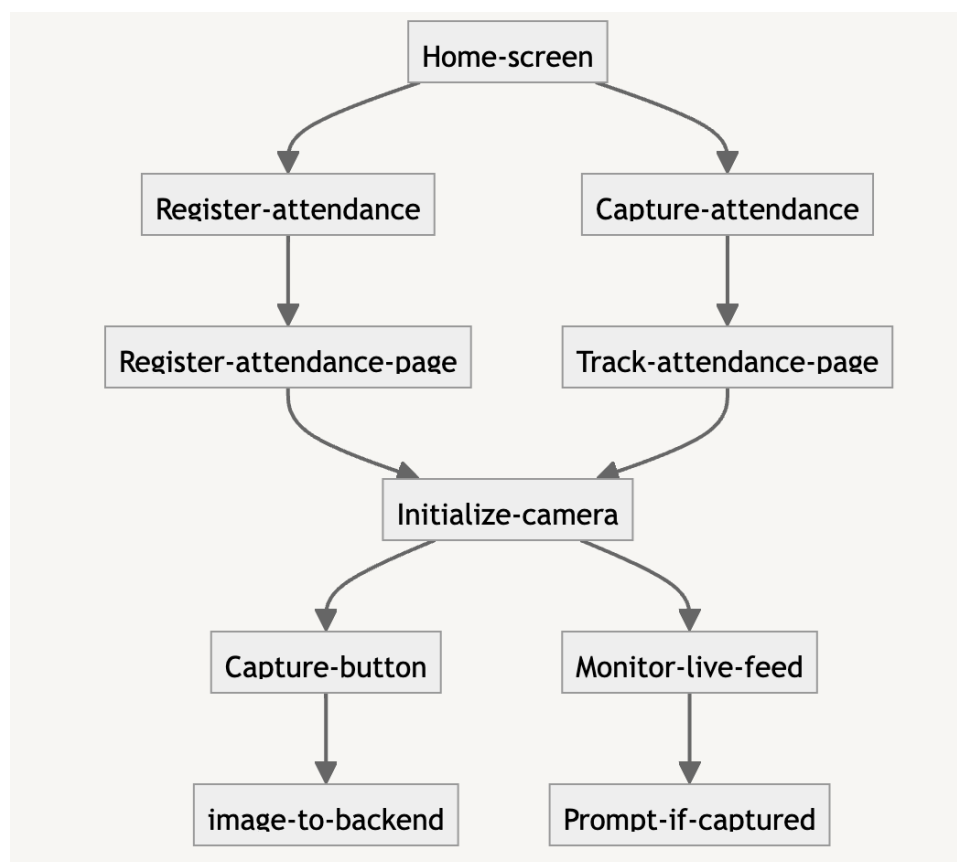 Home-screen
Register-attendance
Capture-attendance
Register-attendance-page
Track-attendance-page
Initialize-camera
Capture-button
Monitor-live-feed
image-to-backend
Prompt-if-captured